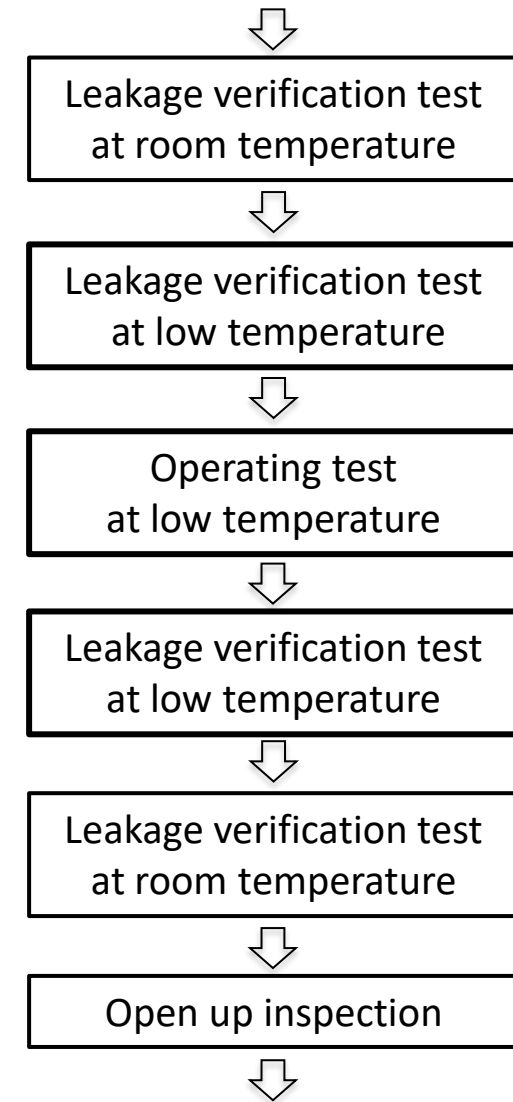 Leakage verification test
at room temperature
Leakage verification test
at low temperature
Operating test
at low temperature
Leakage verification test
at low temperature
Leakage verification test
at room temperature
Open up inspection